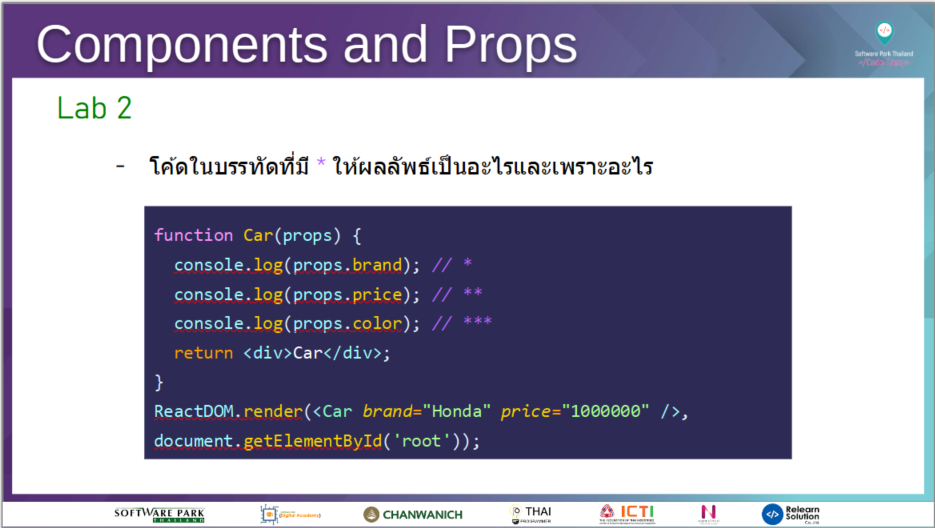 Components and Props
Software Park Thailand
Lab 2
- โค้ดในบรรทัดที่มี * ให้ผลลัพธ์เป็นอะไรและเพราะอะไร
function Car(props) {
console.log(props.brand); // *
console.log(props.price); // **
console.log(props.color); // ***
return <div>Car</div>;
}
ReactDOM.render(<Car brand="Honda" price="1000000" />,
document.getElementById('root'));
SOFTWARE PARK
THAILAND
Digital Academy
CHANWANICH
THAI
PROGRAMMER
ICTI
N
Relearn
Solution
Co.,Ltd.